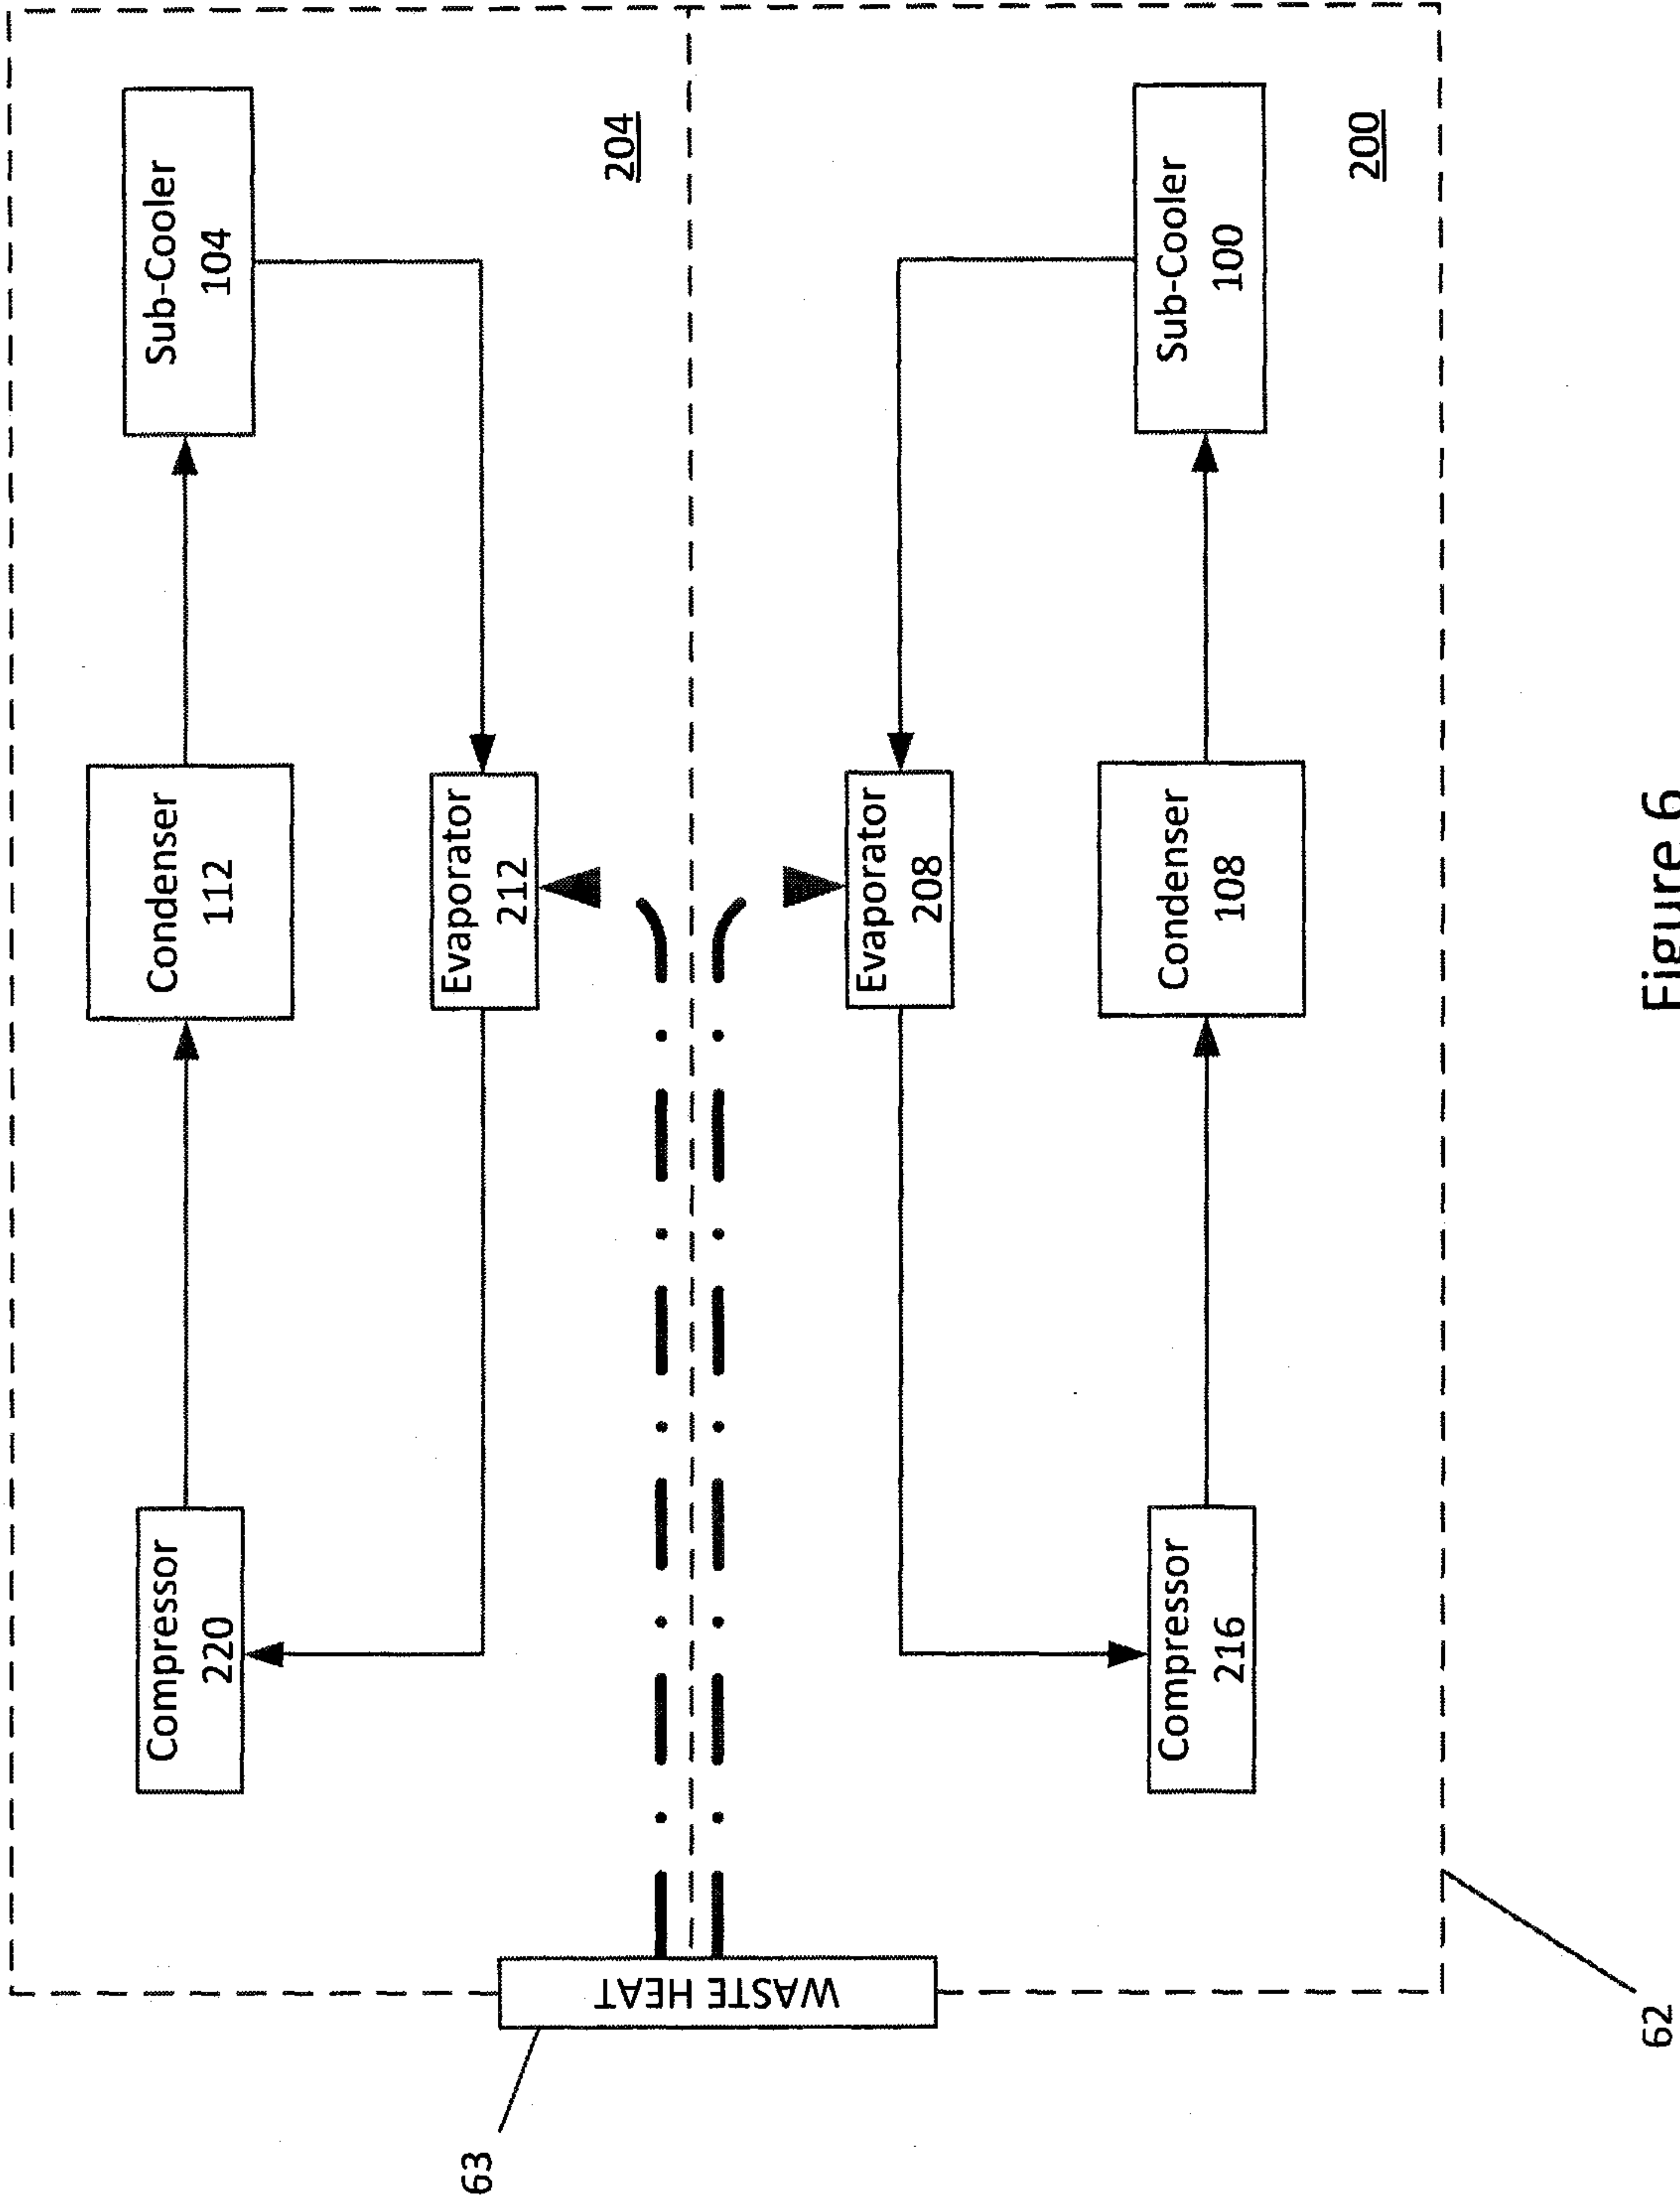 Compressor
220
Condenser
112
Sub-Cooler
104
Evaporator
212
204
63
WASTE HEAT
Evaporator
208
Compressor
216
Condenser
108
Sub-Cooler
100
200
62
Figure 6